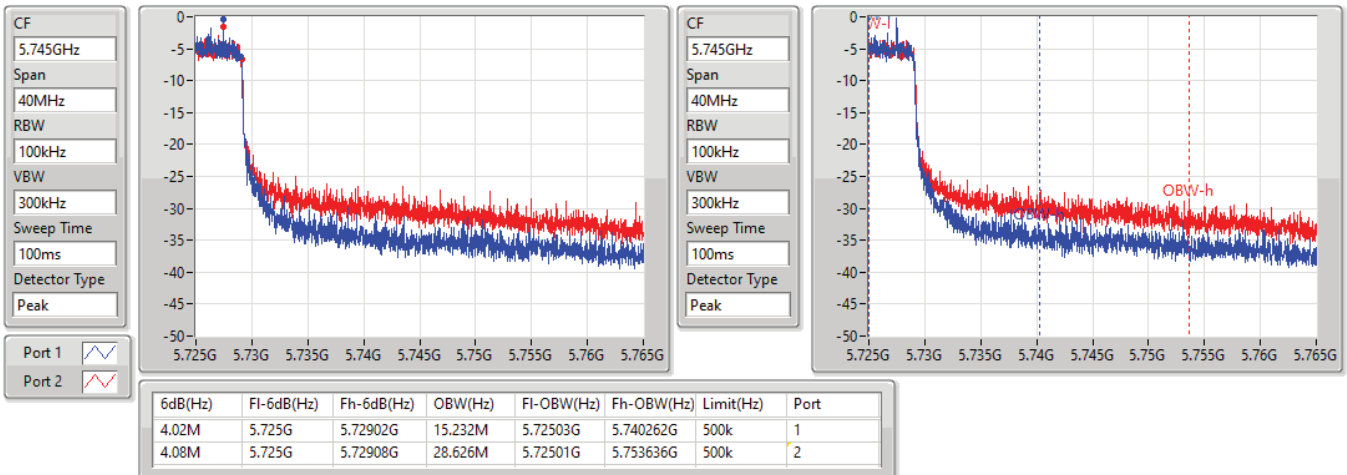 CF
5.745GHz
Span
40MHz
RBW
100kHz
VBW
300kHz
Sweep Time
100ms
Detector Type
Peak
Port 1
Port 2
0
-5
-10
-15
-20
-25
-30
-35
-40
-45
-50
5.725G 5.73G 5.735G 5.74G 5.745G 5.75G 5.755G 5.76G 5.765G
CF
5.745GHz
Span
40MHz
RBW
100kHz
VBW
300kHz
Sweep Time
100ms
Detector Type
Peak
0
-5
-10
-15
-20
-25
-30
-35
-40
-45
-50
W-l
OBW-h
OBW-h
5.725G 5.73G 5.735G 5.74G 5.745G 5.75G 5.755G 5.76G 5.765G
6dB(Hz) Fl-6dB(Hz) Fh-6dB(Hz) OBW(Hz) Fl-OBW(Hz) Fh-OBW(Hz) Limit(Hz) Port
4.02M 5.725G 5.72902G 15.232M 5.72503G 5.740262G 500k 1
4.08M 5.725G 5.72908G 28.626M 5.72501G 5.753636G 500k 2